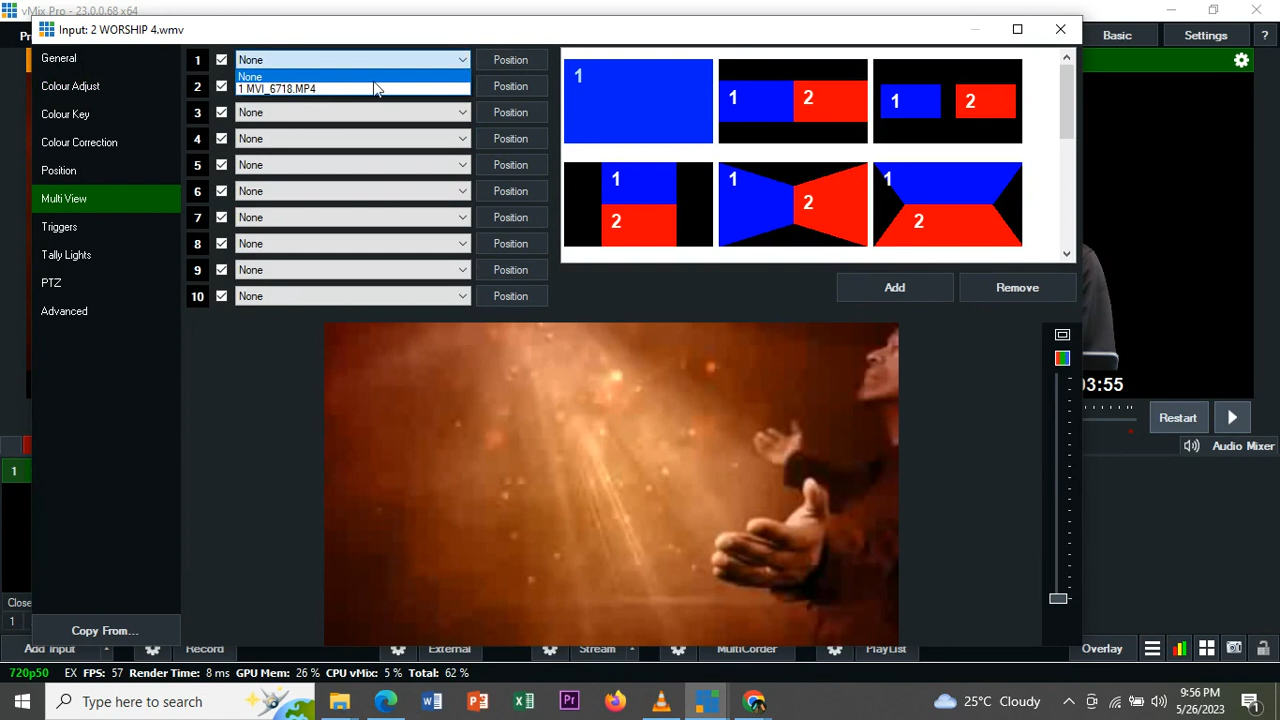 vMix Pro - 23.0.0.68 x64
Input: 2 WORSHIP 4.wmv
Basic
Settings
?
General
Colour Adjust
Colour Key
Colour Correction
Position
Multi View
Triggers
Tally Lights
PTZ
Advanced
Copy From...
1 None Position
None
1 MVI_6718.MP4
2 Position
3 None Position
4 None Position
5 None Position
6 None Position
7 None Position
8 None Position
9 None Position
10 None Position
1
1 2
1 2
1 2
1 2
1 2
Add
Remove
03:55
Restart
Audio Mixer
1
Close
1
Add Input
Record
External
Stream
MultiCorder
PlayList
Overlay
720p50 EX FPS: 57 Render Time: 8 ms GPU Mem: 26 % CPU vMix: 5 % Total: 62 %
Type here to search
25°C Cloudy
9:56 PM
5/26/2023
1